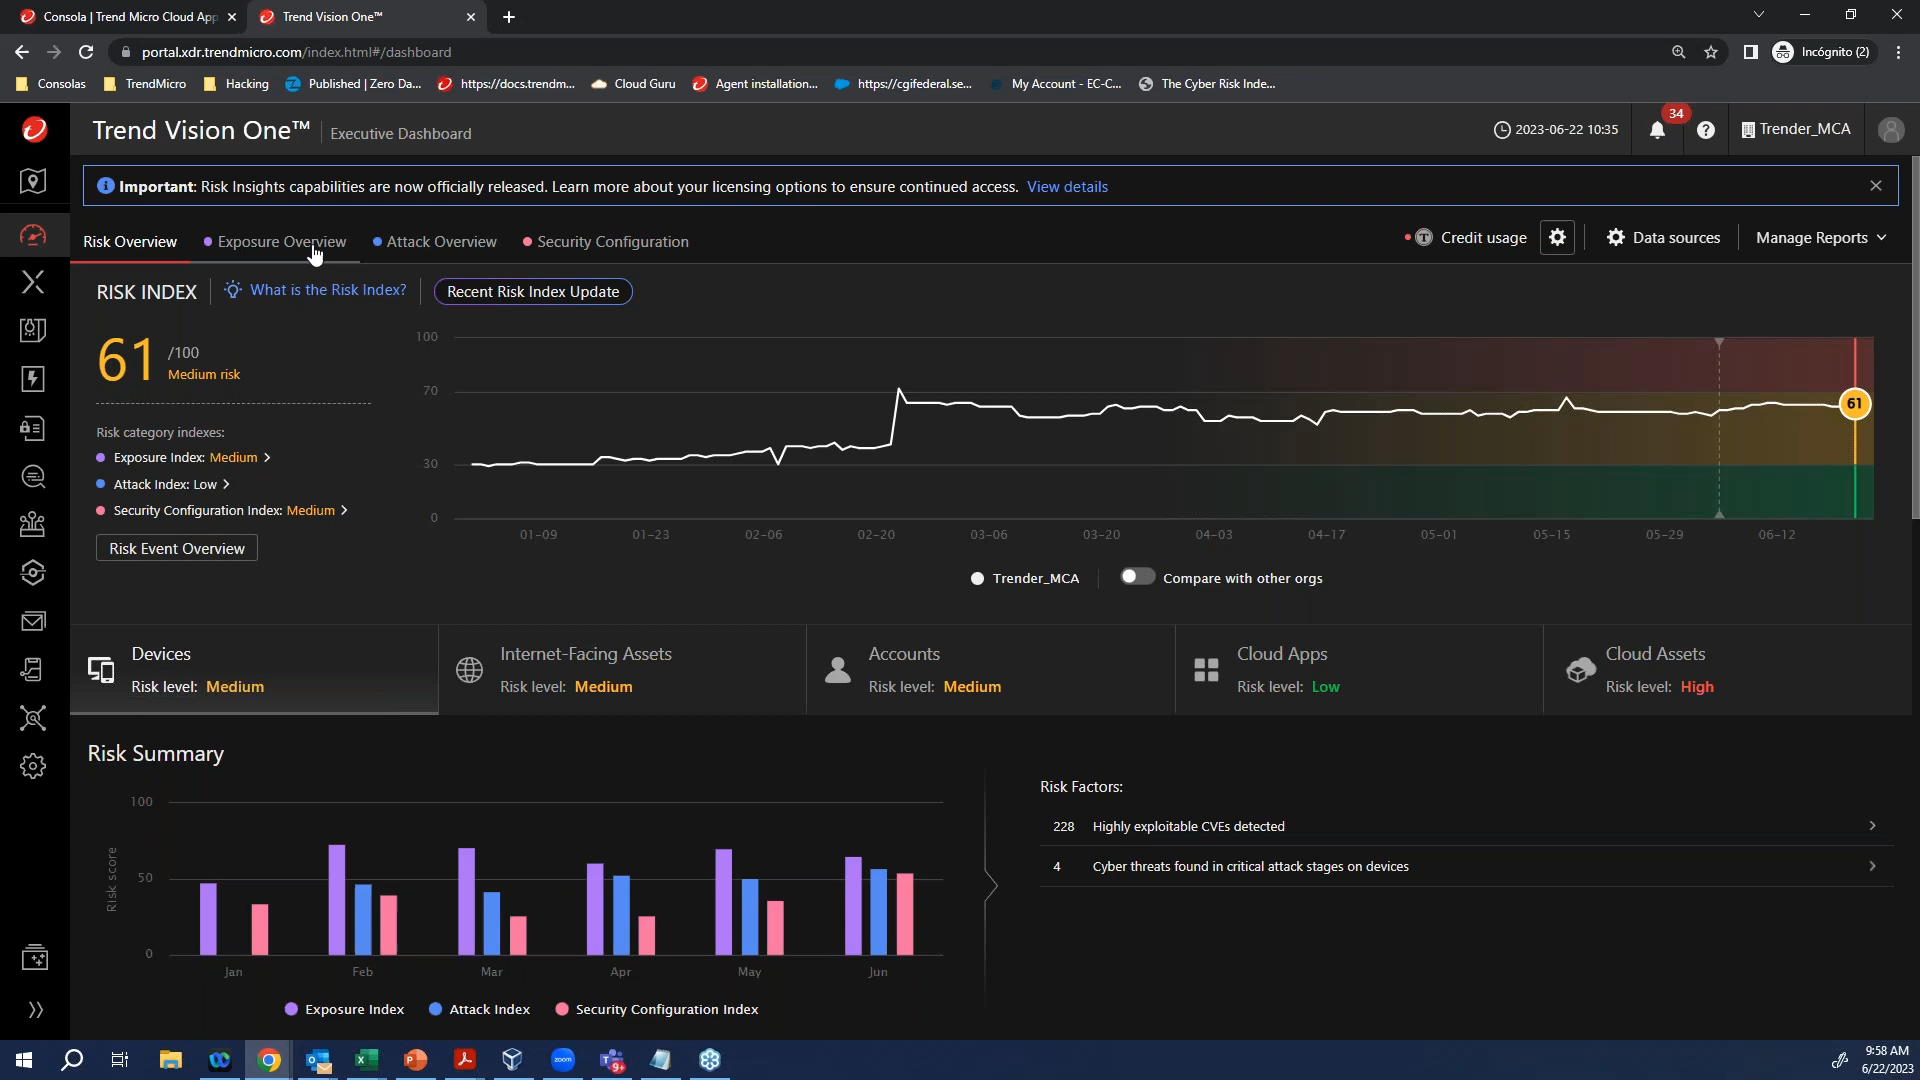 Consola | Trend Micro Cloud App
Trend Vision One™
portal.xdr.trendmicro.com/index.html#/dashboard
Incógnito (2)
Consolas
TrendMicro
Hacking
Published | Zero Da...
https://docs.trendm...
Cloud Guru
Agent installation...
https://cgifederal.se...
My Account - EC-C...
The Cyber Risk Inde...
Trend Vision One™
Executive Dashboard
2023-06-22 10:35
34
Trender_MCA
Important: Risk Insights capabilities are now officially released. Learn more about your licensing options to ensure continued access. View details
Risk Overview
Exposure Overview
Attack Overview
Security Configuration
Credit usage
Data sources
Manage Reports
RISK INDEX
What is the Risk Index?
Recent Risk Index Update
61
/100
Medium risk
Risk category indexes:
Exposure Index: Medium
Attack Index: Low
Security Configuration Index: Medium
Risk Event Overview
100
70
30
0
61
01-09
01-23
02-06
02-20
03-06
03-20
04-03
04-17
05-01
05-15
05-29
06-12
Trender_MCA
Compare with other orgs
Devices
Risk level: Medium
Internet-Facing Assets
Risk level: Medium
Accounts
Risk level: Medium
Cloud Apps
Risk level: Low
Cloud Assets
Risk level: High
Risk Summary
Risk score
100
50
0
Jan
Feb
Mar
Apr
May
Jun
Exposure Index
Attack Index
Security Configuration Index
Risk Factors:
228 Highly exploitable CVEs detected
4 Cyber threats found in critical attack stages on devices
zoom
9+
9:58 AM
6/22/2023